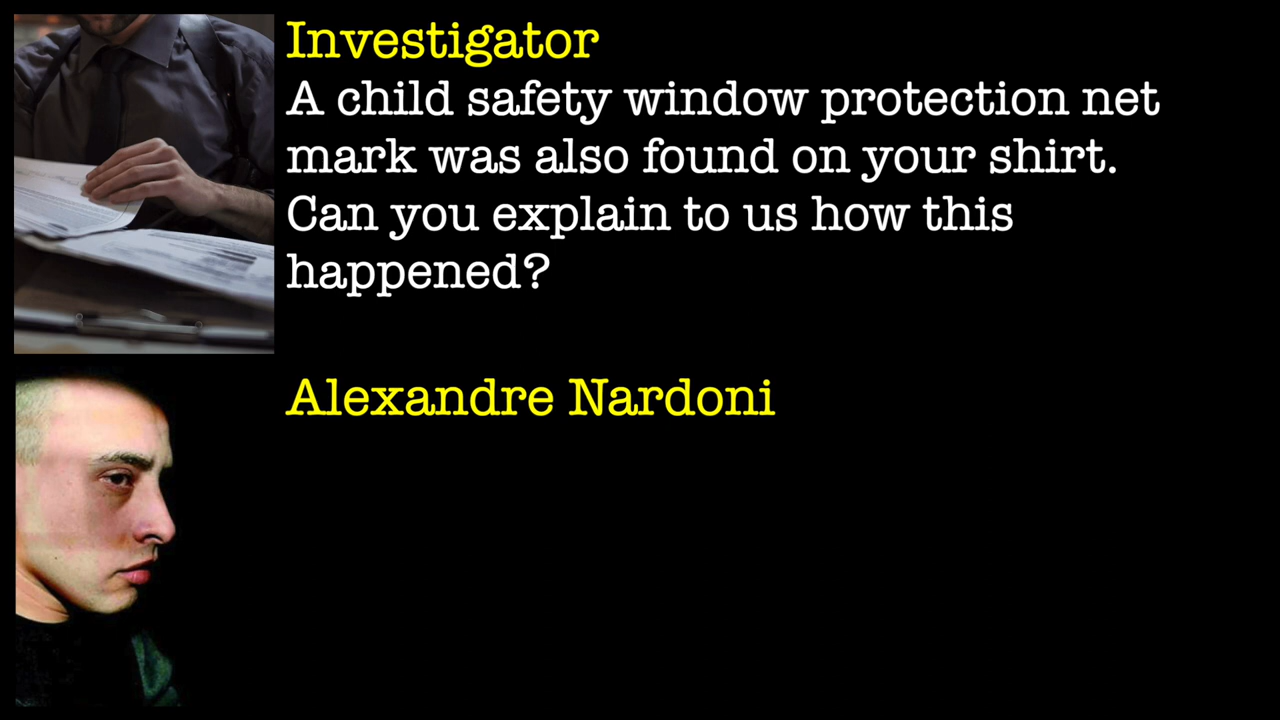 Investigator
A child safety window protection net
mark was also found on your shirt.
Can you explain to us how this
happened?
Alexandre Nardoni